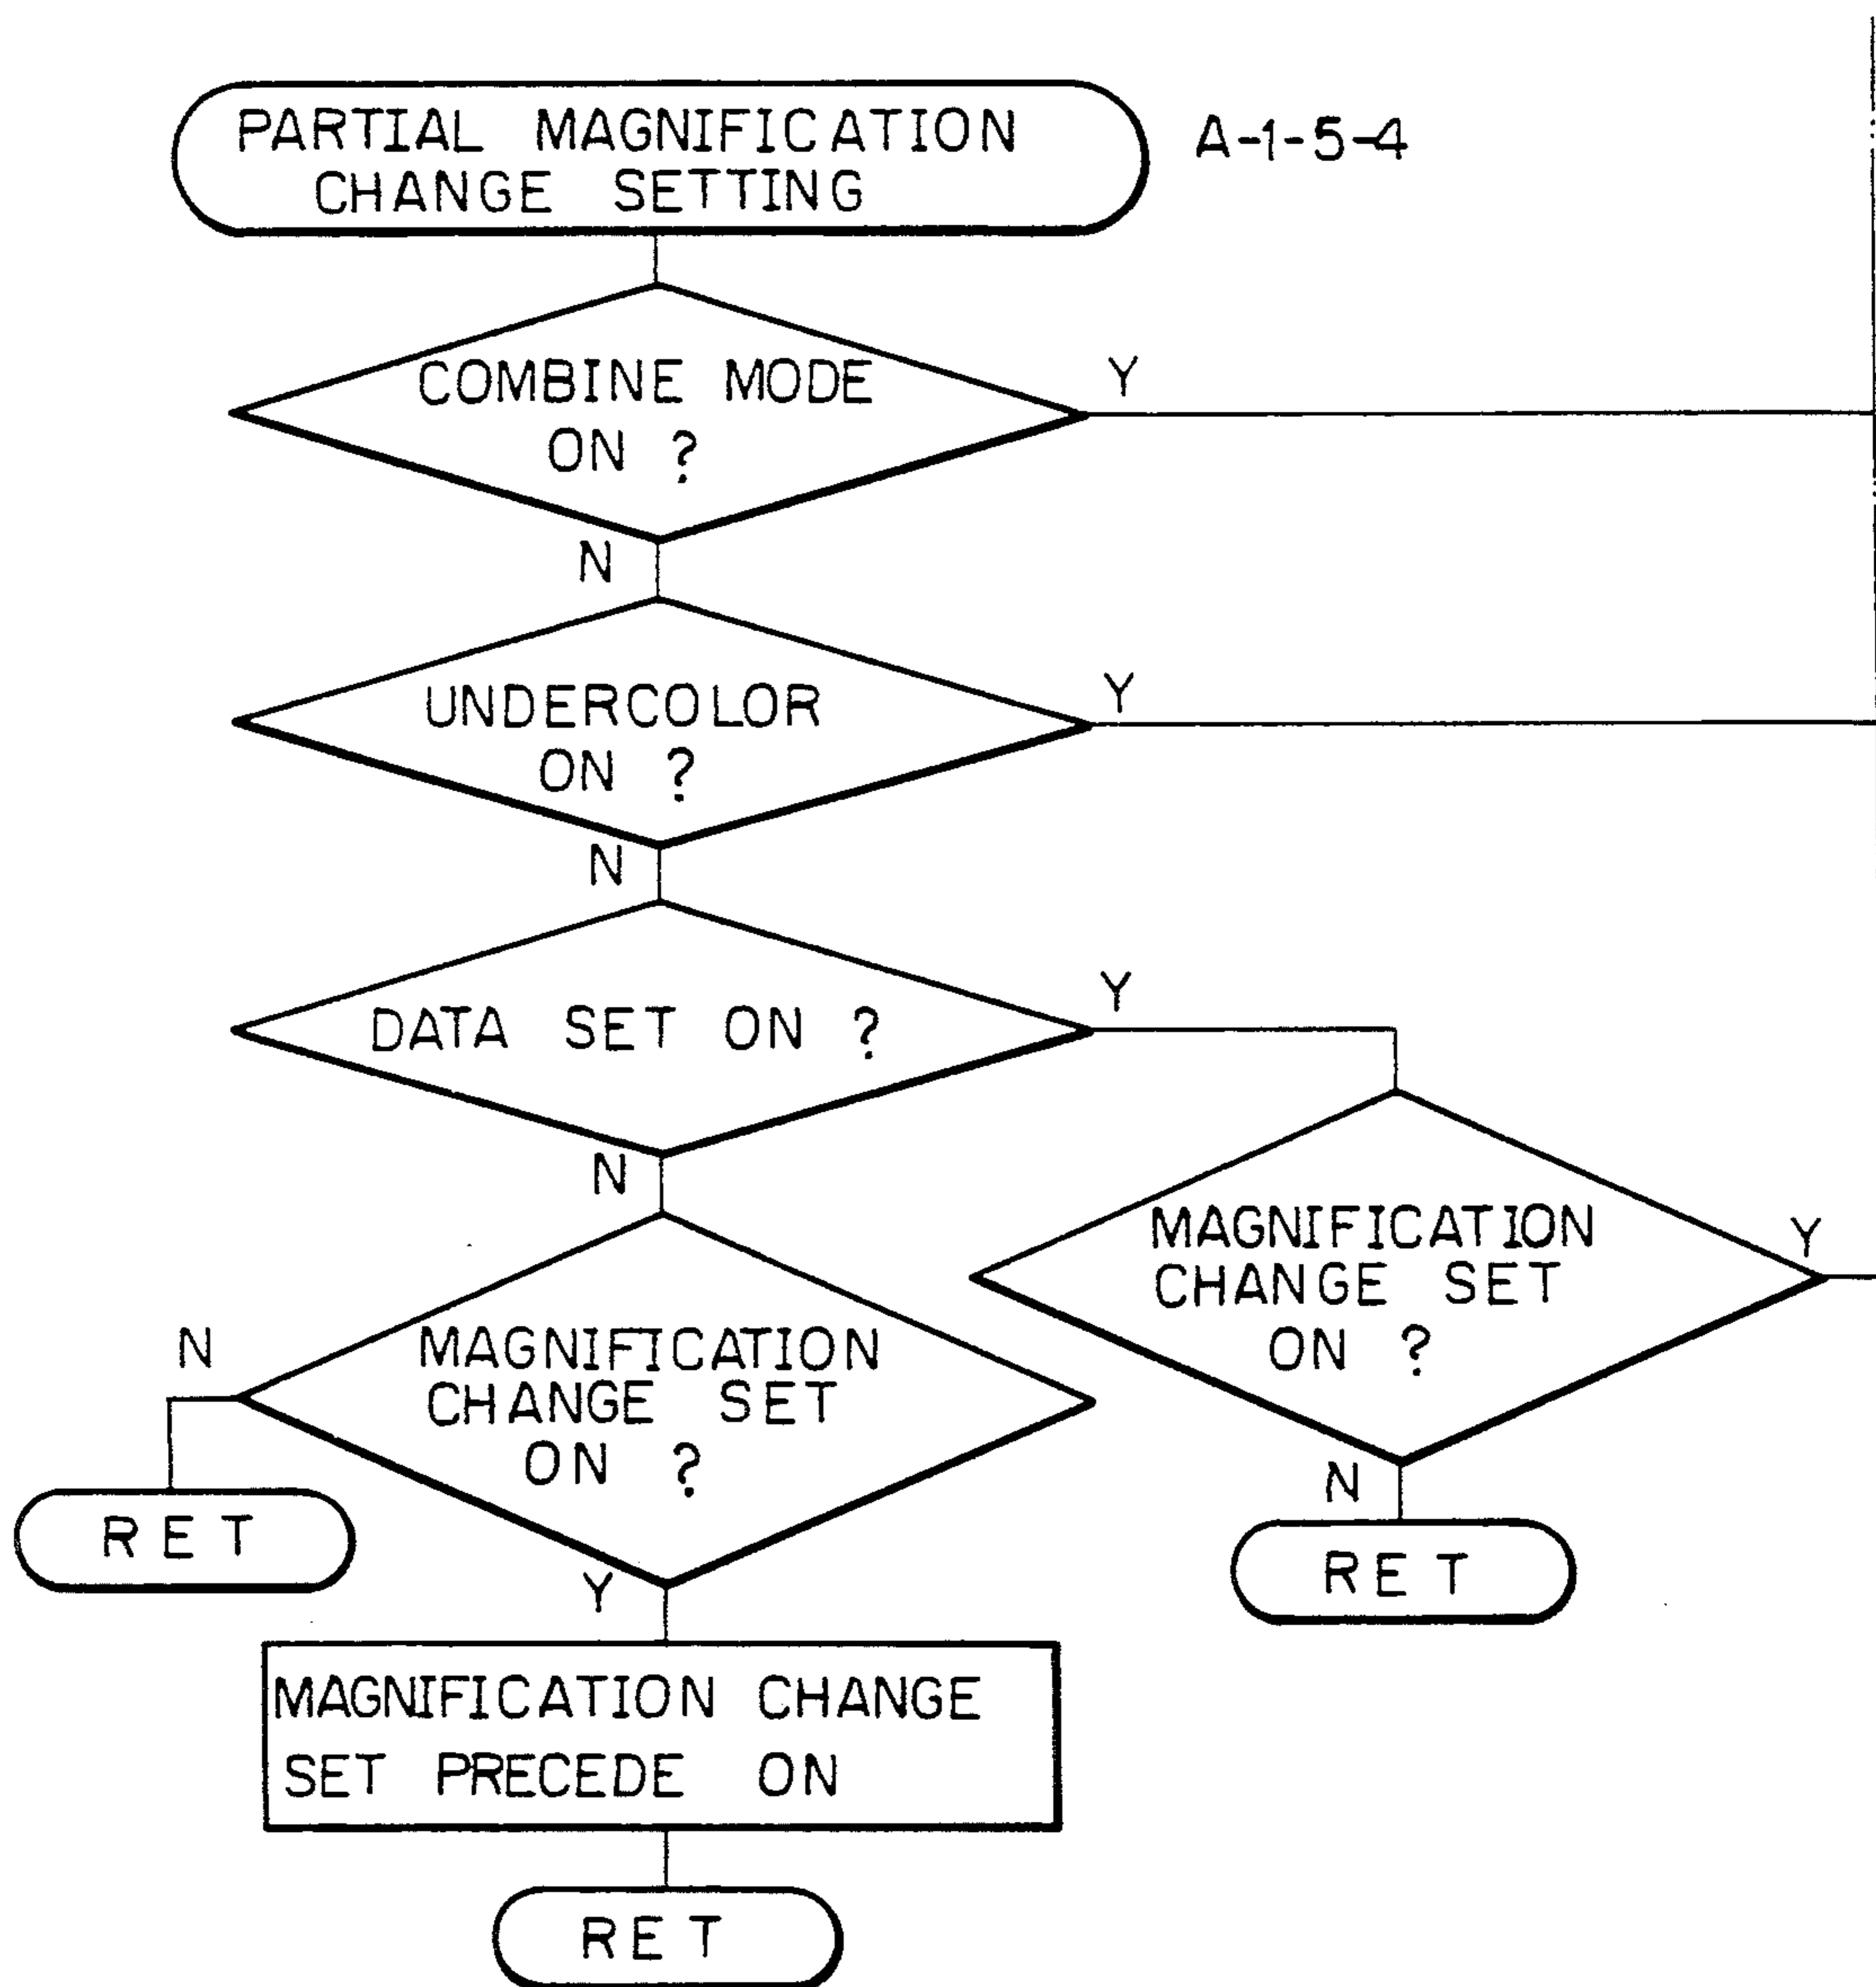 PARTIAL MAGNIFICATION
CHANGE SETTING
A-1-5-4
COMBINE MODE
ON ?
Y
N
UNDERCOLOR
ON ?
Y
N
DATA SET ON ?
Y
N
MAGNIFICATION
CHANGE SET
ON ?
Y
N
RET
MAGNIFICATION
CHANGE SET
ON ?
N
RET
Y
MAGNIFICATION CHANGE
SET PRECEDE ON
RET